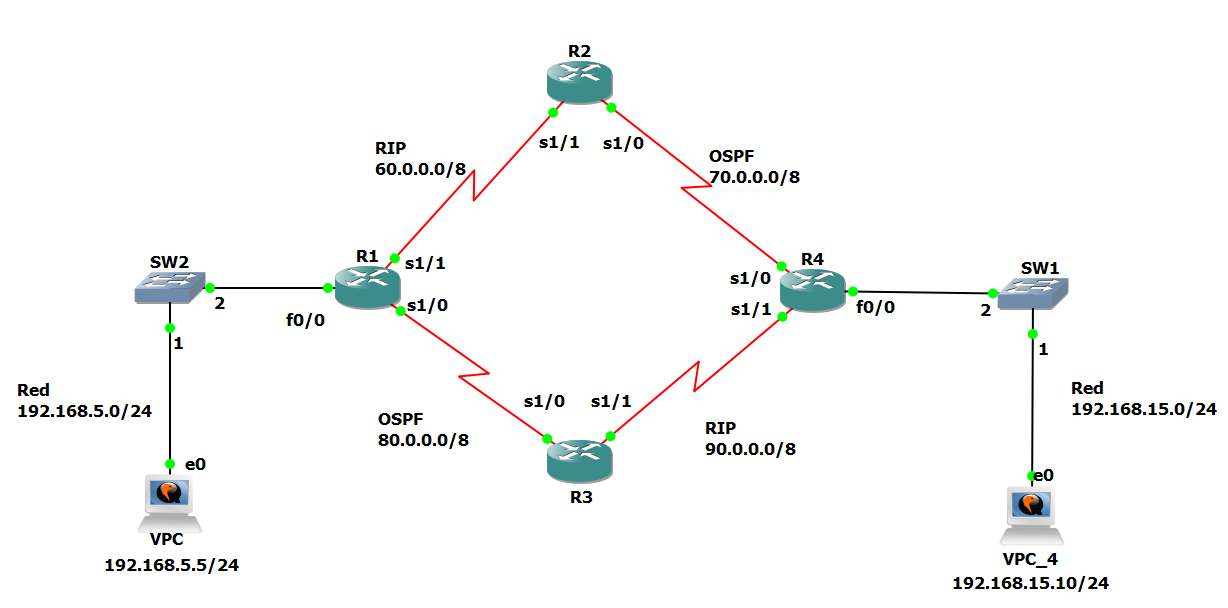 R2
s1/1
s1/0
RIP
60.0.0.0/8
OSPF
70.0.0.0/8
SW2
2
f0/0
R1
s1/1
s1/0
R4
s1/0
s1/1
f0/0
SW1
2
1
1
Red
192.168.5.0/24
Red
192.168.15.0/24
OSPF
80.0.0.0/8
s1/0
s1/1
RIP
90.0.0.0/8
R3
e0
VPC
192.168.5.5/24
e0
VPC_4
192.168.15.10/24